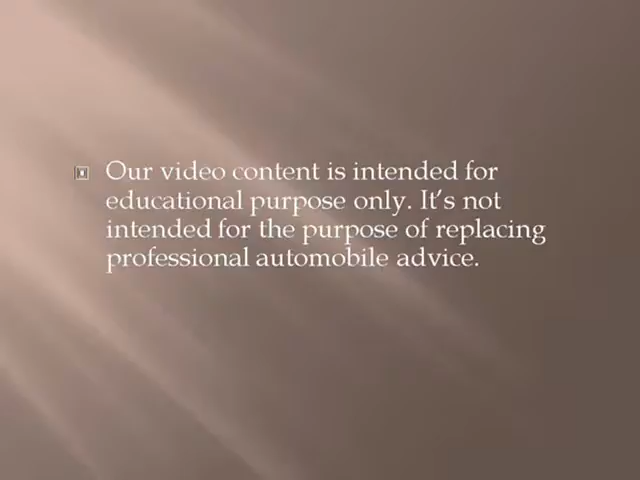 Our video content is intended for
educational purpose only. It's not
intended for the purpose of replacing
professional automobile advice.